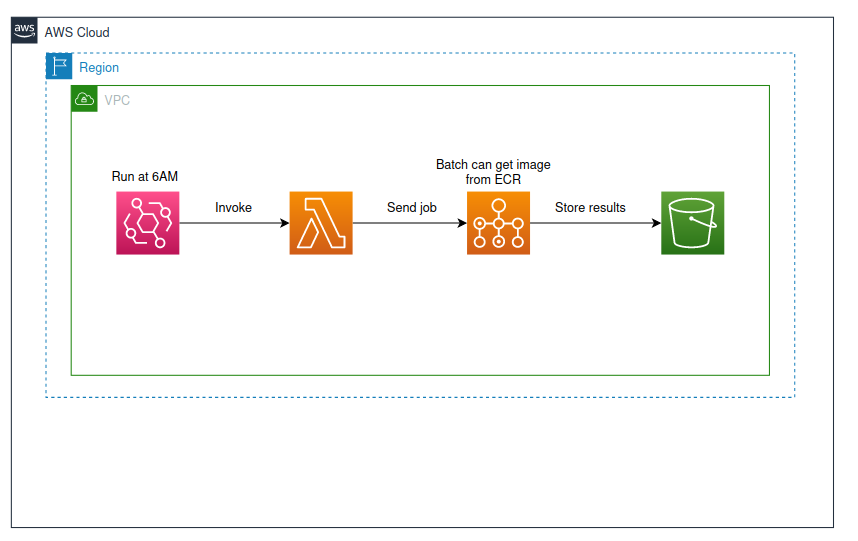 aws
AWS Cloud
Region
VPC
Run at 6AM
Batch can get image
from ECR
Invoke
Send job
Store results